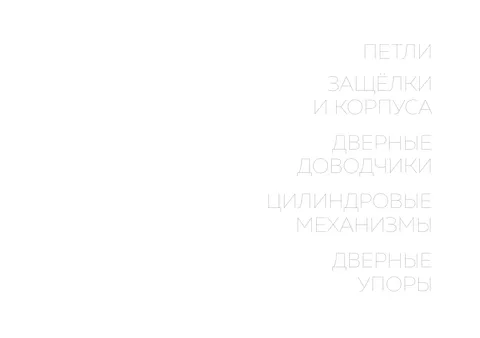 ПЕТЛИ
ЗАЩЁЛКИ
И КОРПУСА
ДВЕРНЫЕ
ДОВОДЧИКИ
ЦИЛИНДРОВЫЕ
МЕХАНИЗМЫ
ДВЕРНЫЕ
УПОРЫ